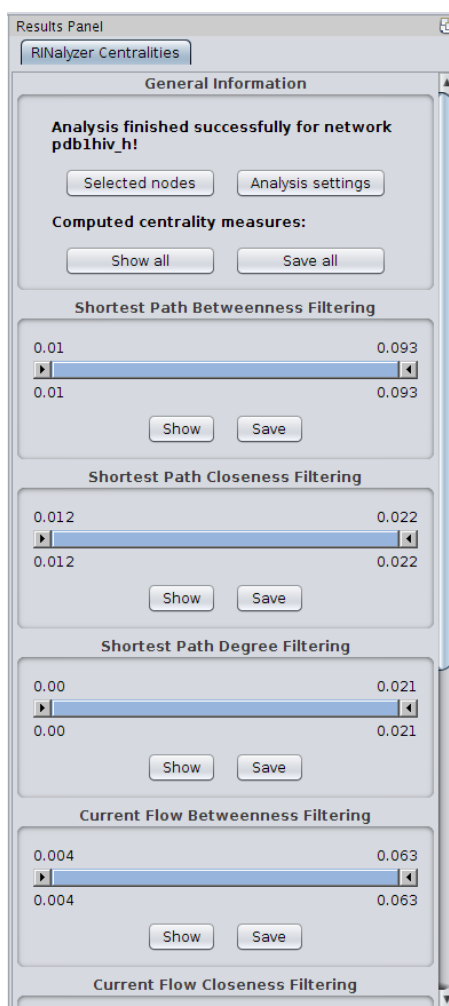 Results Panel
RINalyzer Centralities
General Information
Analysis finished successfully for network
pdb1hiv_h!
Selected nodes Analysis settings
Computed centrality measures:
Show all Save all
Shortest Path Betweenness Filtering
0.01 0.093
0.01 0.093
Show Save
Shortest Path Closeness Filtering
0.012 0.022
0.012 0.022
Show Save
Shortest Path Degree Filtering
0.00 0.021
0.00 0.021
Show Save
Current Flow Betweenness Filtering
0.004 0.063
0.004 0.063
Show Save
Current Flow Closeness Filtering